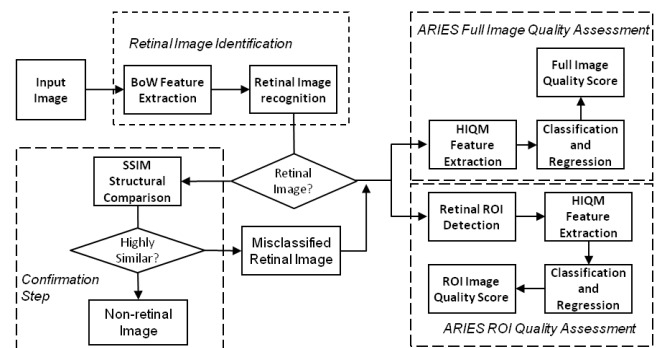 Retinal Image Identification
Input
Image
BoW Feature
Extraction
Retinal Image
recognition
ARIES Full Image Quality Assessment
Full Image
Quality Score
HIQM
Feature
Extraction
Classification
and
Regression
SSIM
Structural
Comparison
Retinal
Image?
Highly
Similar?
Misclassified
Retinal Image
Confirmation
Step
Non-retinal
Image
Retinal ROI
Detection
HIQM
Feature
Extraction
ROI Image
Quality Score
Classification
and
Regression
ARIES ROI Quality Assessment